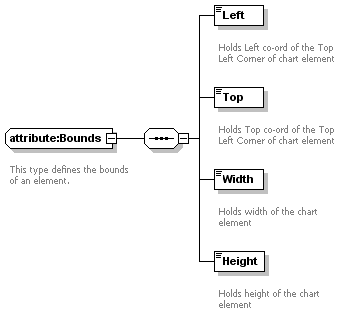 Left
Holds Left co-ord of the Top
Left Corner of chart element
Top
Holds Top co-ord of the Top
Left Corner of chart element
attribute:Bounds
This type defines the bounds
of an element.
Width
Holds width of the chart
element
Height
Holds height of the chart
element